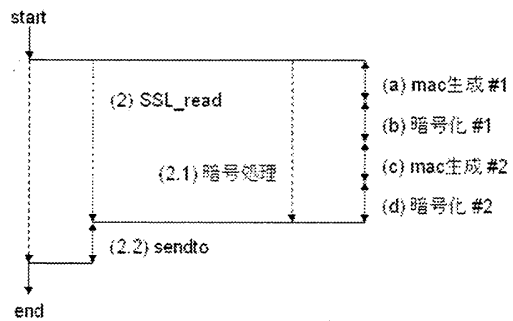 start
(a) mac生成 #1
(2) SSL_read
(b) 暗号化 #1
(c) mac生成 #2
(2.1) 暗号処理
(d) 暗号化 #2
(2.2) sendto
end